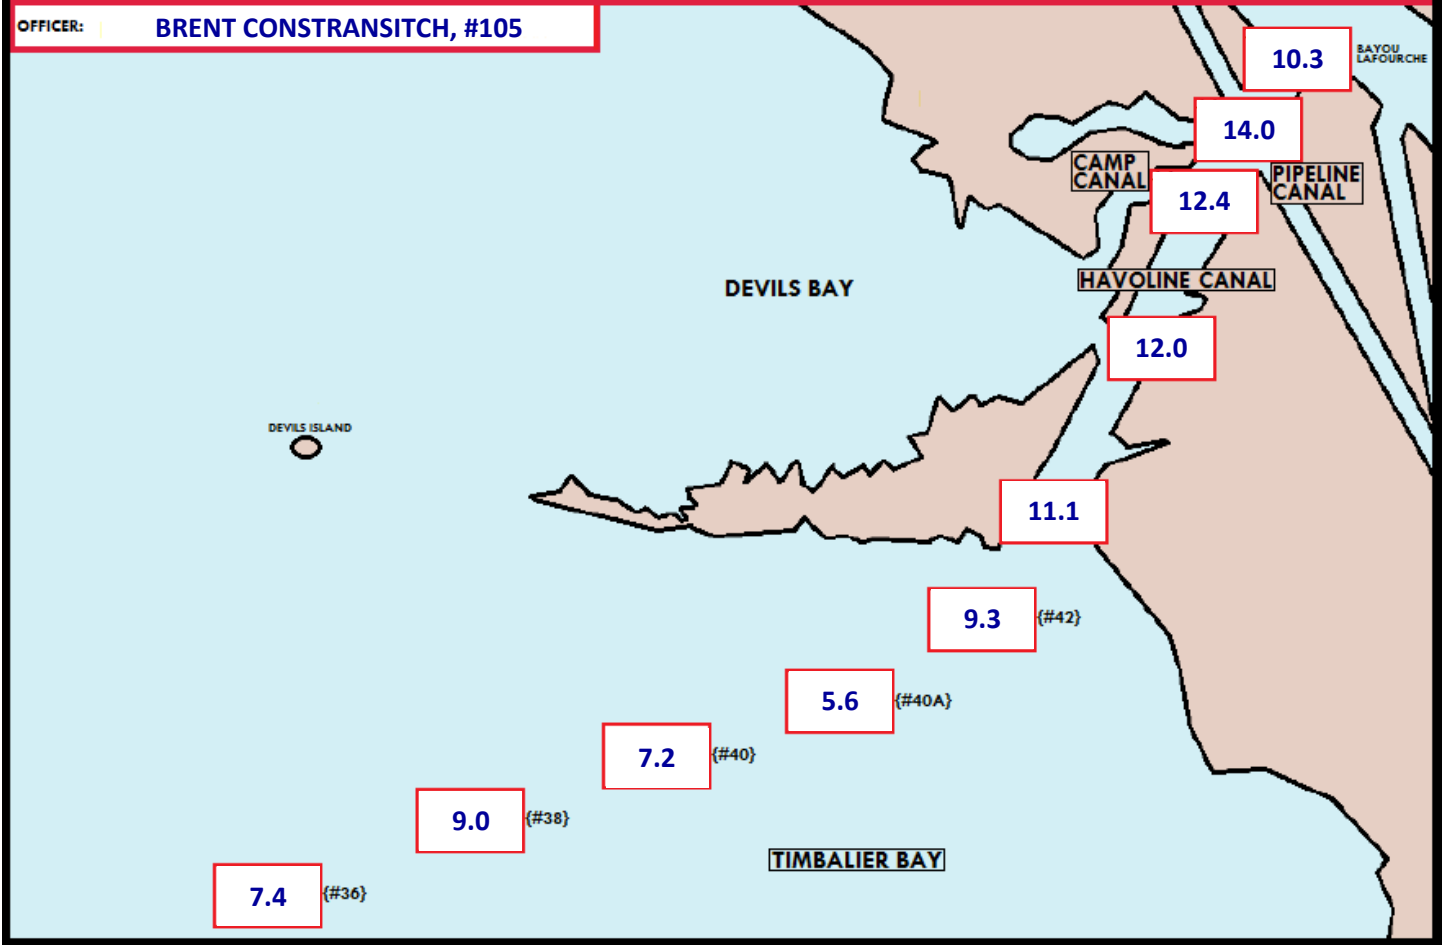 OFFICER: BRENT CONSTRANSITCH, #105
10.3
BAYOU
LAFOURCHE
14.0
CAMP
CANAL
PIPELINE
CANAL
12.4
HAVOLINE CANAL
DEVILS BAY
12.0
DEVILS ISLAND
11.1
9.3 {#42}
5.6 {#40A}
7.2 {#40}
9.0 {#38}
TIMBALIER BAY
7.4 {#36}